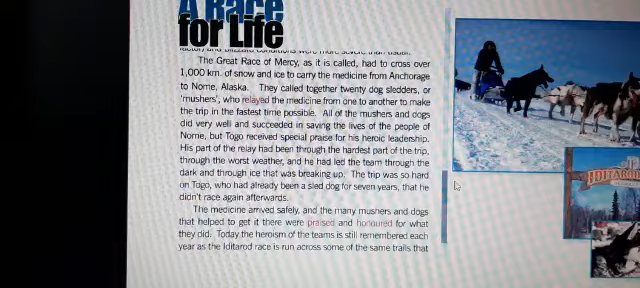 A Race
for Life
factory and blizzard conditions were more severe than usual.
The Great Race of Mercy, as it is called, had to cross over
1,000 km. of snow and ice to carry the medicine from Anchorage
to Nome, Alaska. They called together twenty dog sledders, or
'mushers', who relayed the medicine from one to another to make
the trip in the fastest time possible. All of the mushers and dogs
did very well and succeeded in saving the lives of the people of
Nome, but Togo received special praise for his heroic leadership.
His part of the relay had been through the hardest part of the trip,
through the worst weather, and he had led the team through the
dark and through ice that was breaking up. The trip was so hard
on Togo, who had already been a sled dog for seven years, that he
didn't race again afterwards.
The medicine arrived safely, and the many mushers and dogs
that helped to get it there were praised and honoured for what
they did. Today the heroism of the teams is still remembered each
year as the Iditarod race is run across some of the same trails that
IDITAROD